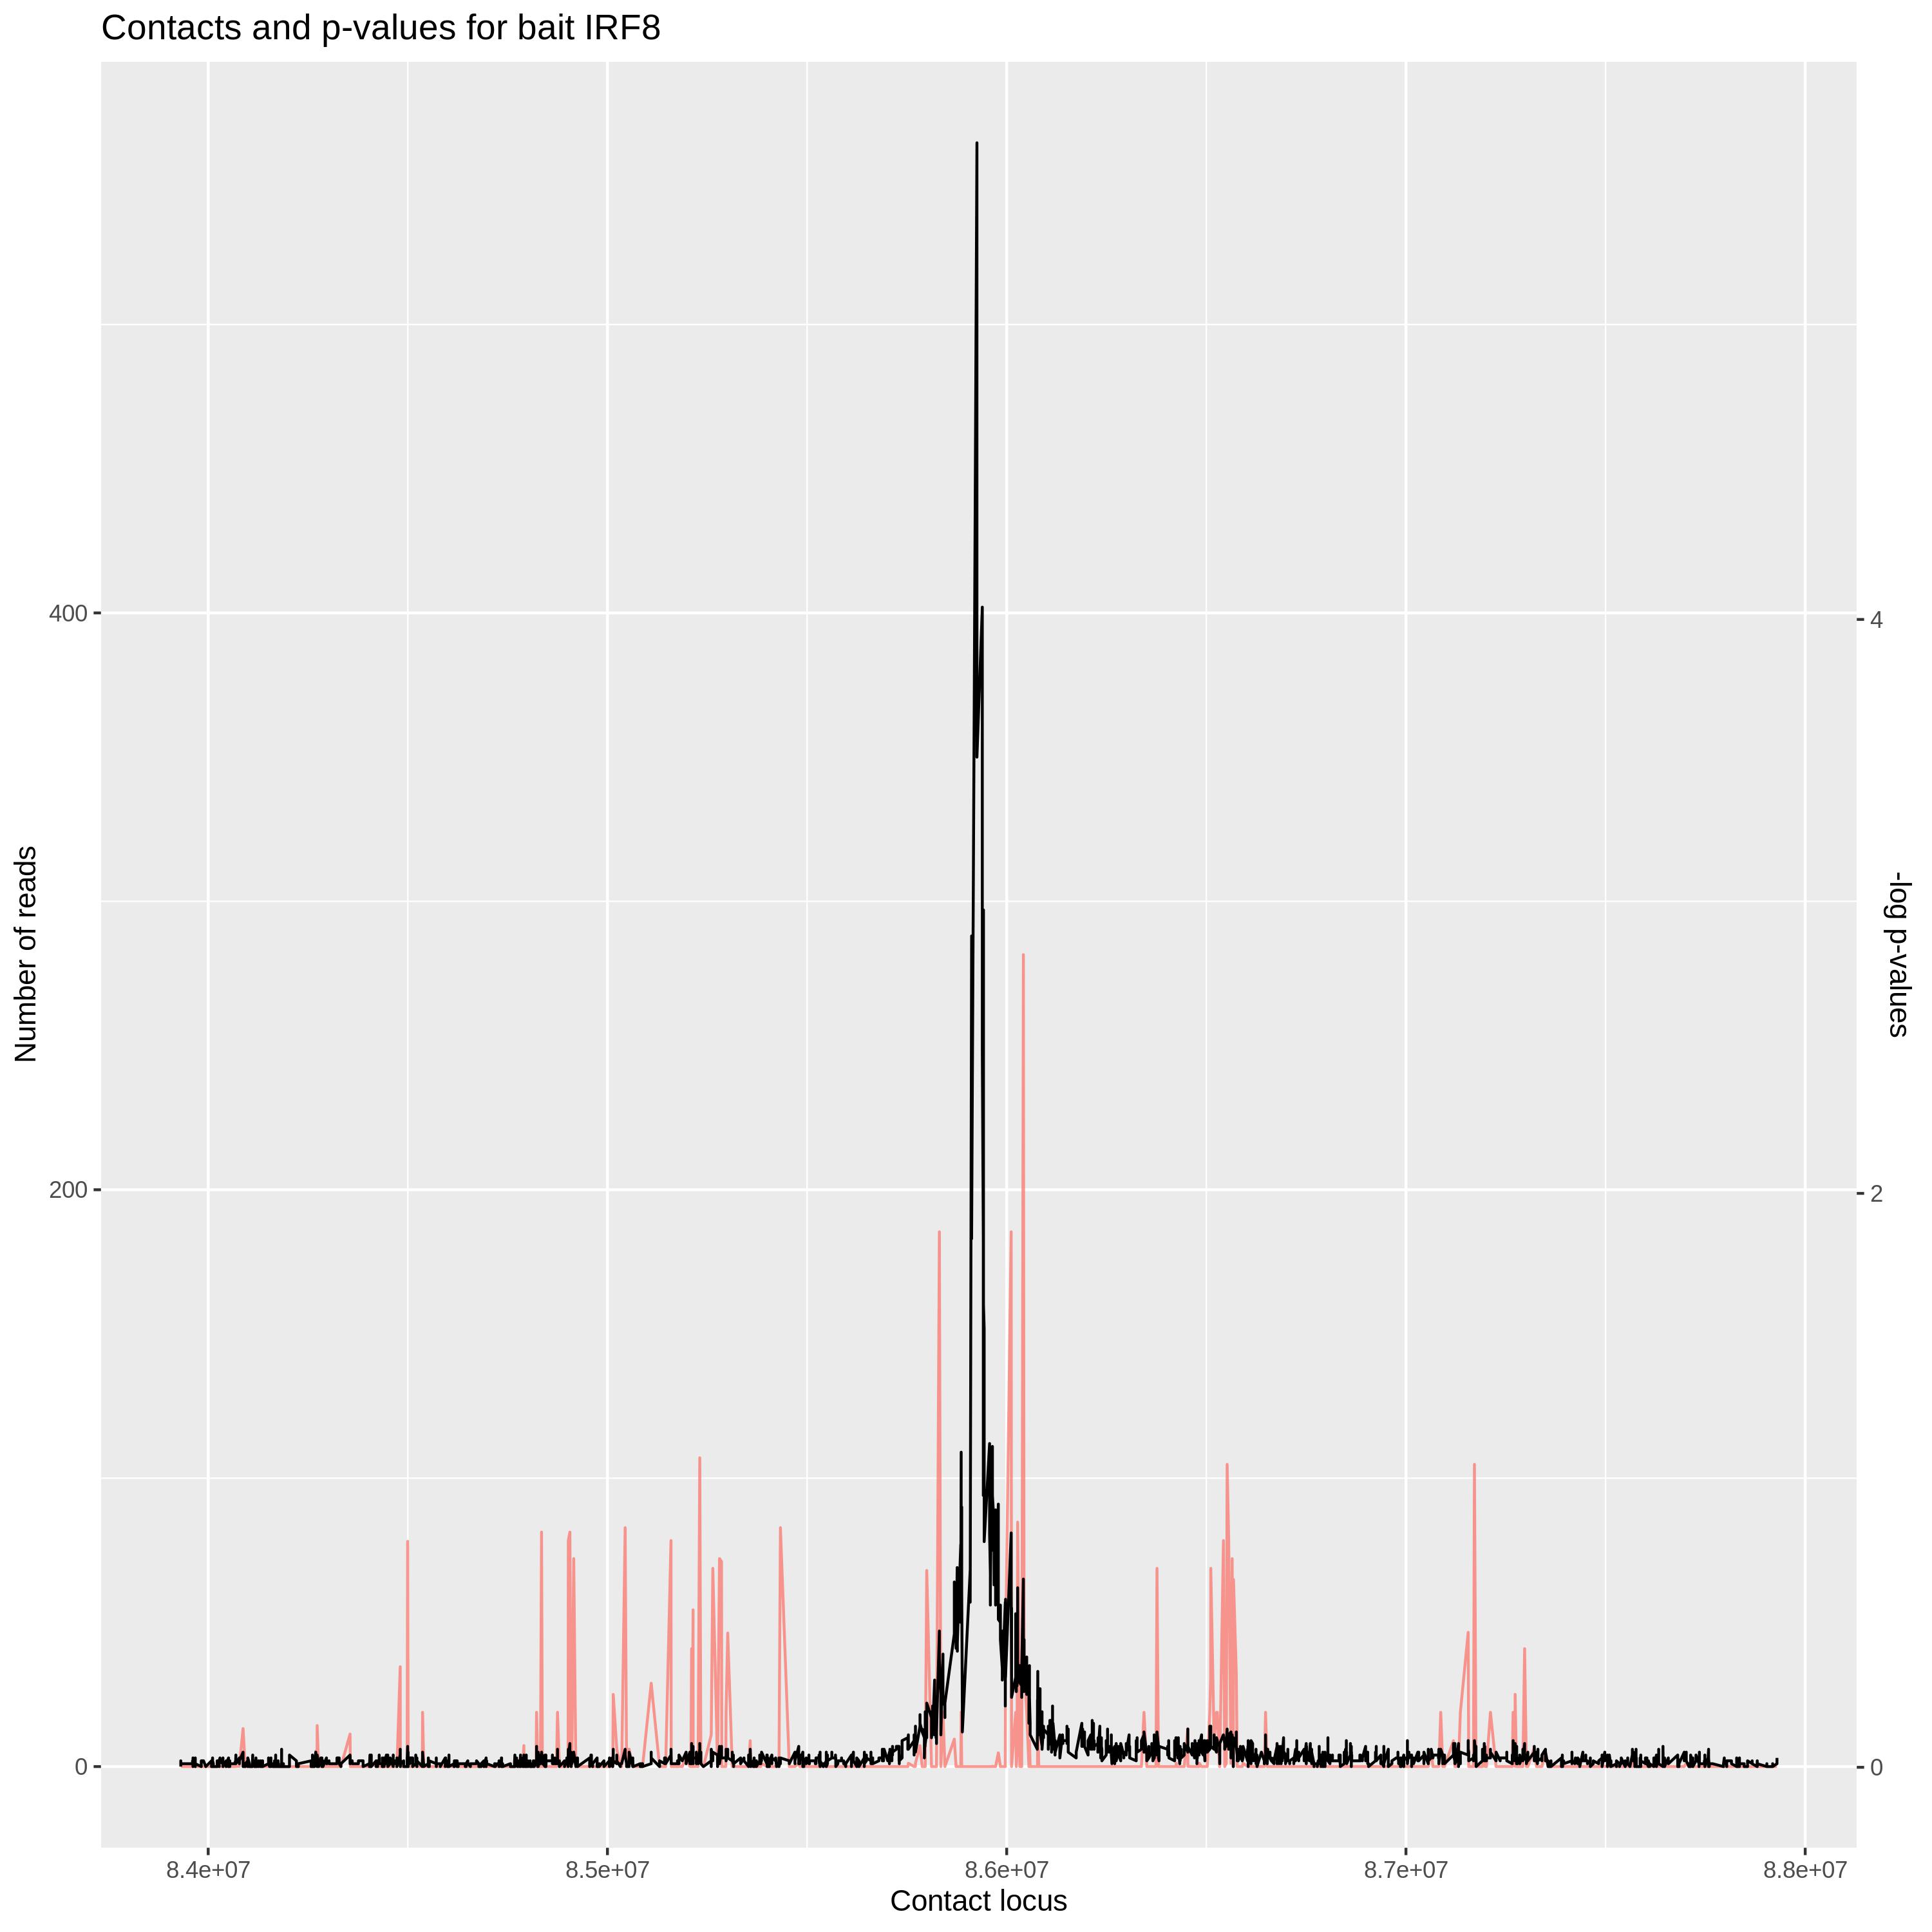 Contacts and p-values for bait IRF8
Number of reads
400
200
0
4
2
0
-log p-values
8.4e+07
8.5e+07
8.6e+07
8.7e+07
8.8e+07
Contact locus